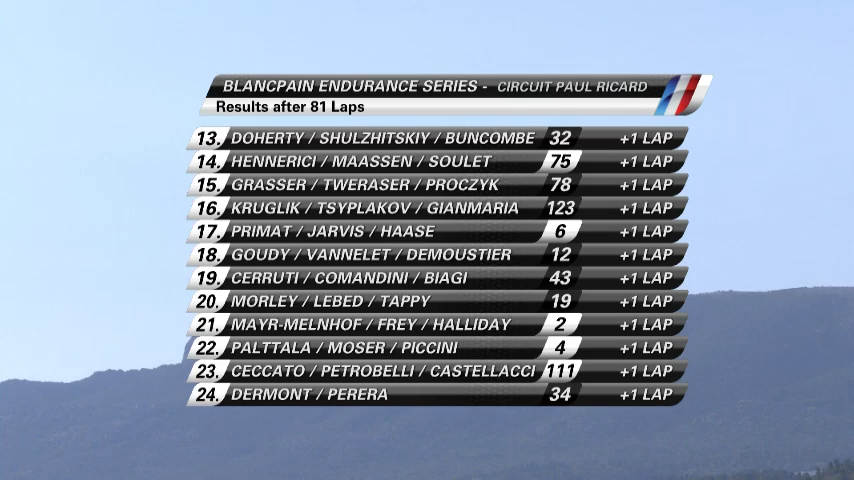 BLANCPAIN ENDURANCE SERIES - CIRCUIT PAUL RICARD
Results after 81 Laps
13. DOHERTY / SHULZHITSKIY / BUNCOMBE 32 +1 LAP
14. HENNERICI / MAASSEN / SOULET 75 +1 LAP
15. GRASSER / TWERASER / PROCZYK 78 +1 LAP
16. KRUGLIK / TSYPLAKOV / GIANMARIA 123 +1 LAP
17. PRIMAT / JARVIS / HAASE 6 +1 LAP
18. GOUDY / VANNELET / DEMOUSTIER 12 +1 LAP
19. CERRUTI / COMANDINI / BIAGI 43 +1 LAP
20. MORLEY / LEBED / TAPPY 19 +1 LAP
21. MAYR-MELNHOF / FREY / HALLIDAY 2 +1 LAP
22. PALTTALA / MOSER / PICCINI 4 +1 LAP
23. CECCATO / PETROBELLI / CASTELLACCI 111 +1 LAP
24. DERMONT / PERERA 34 +1 LAP